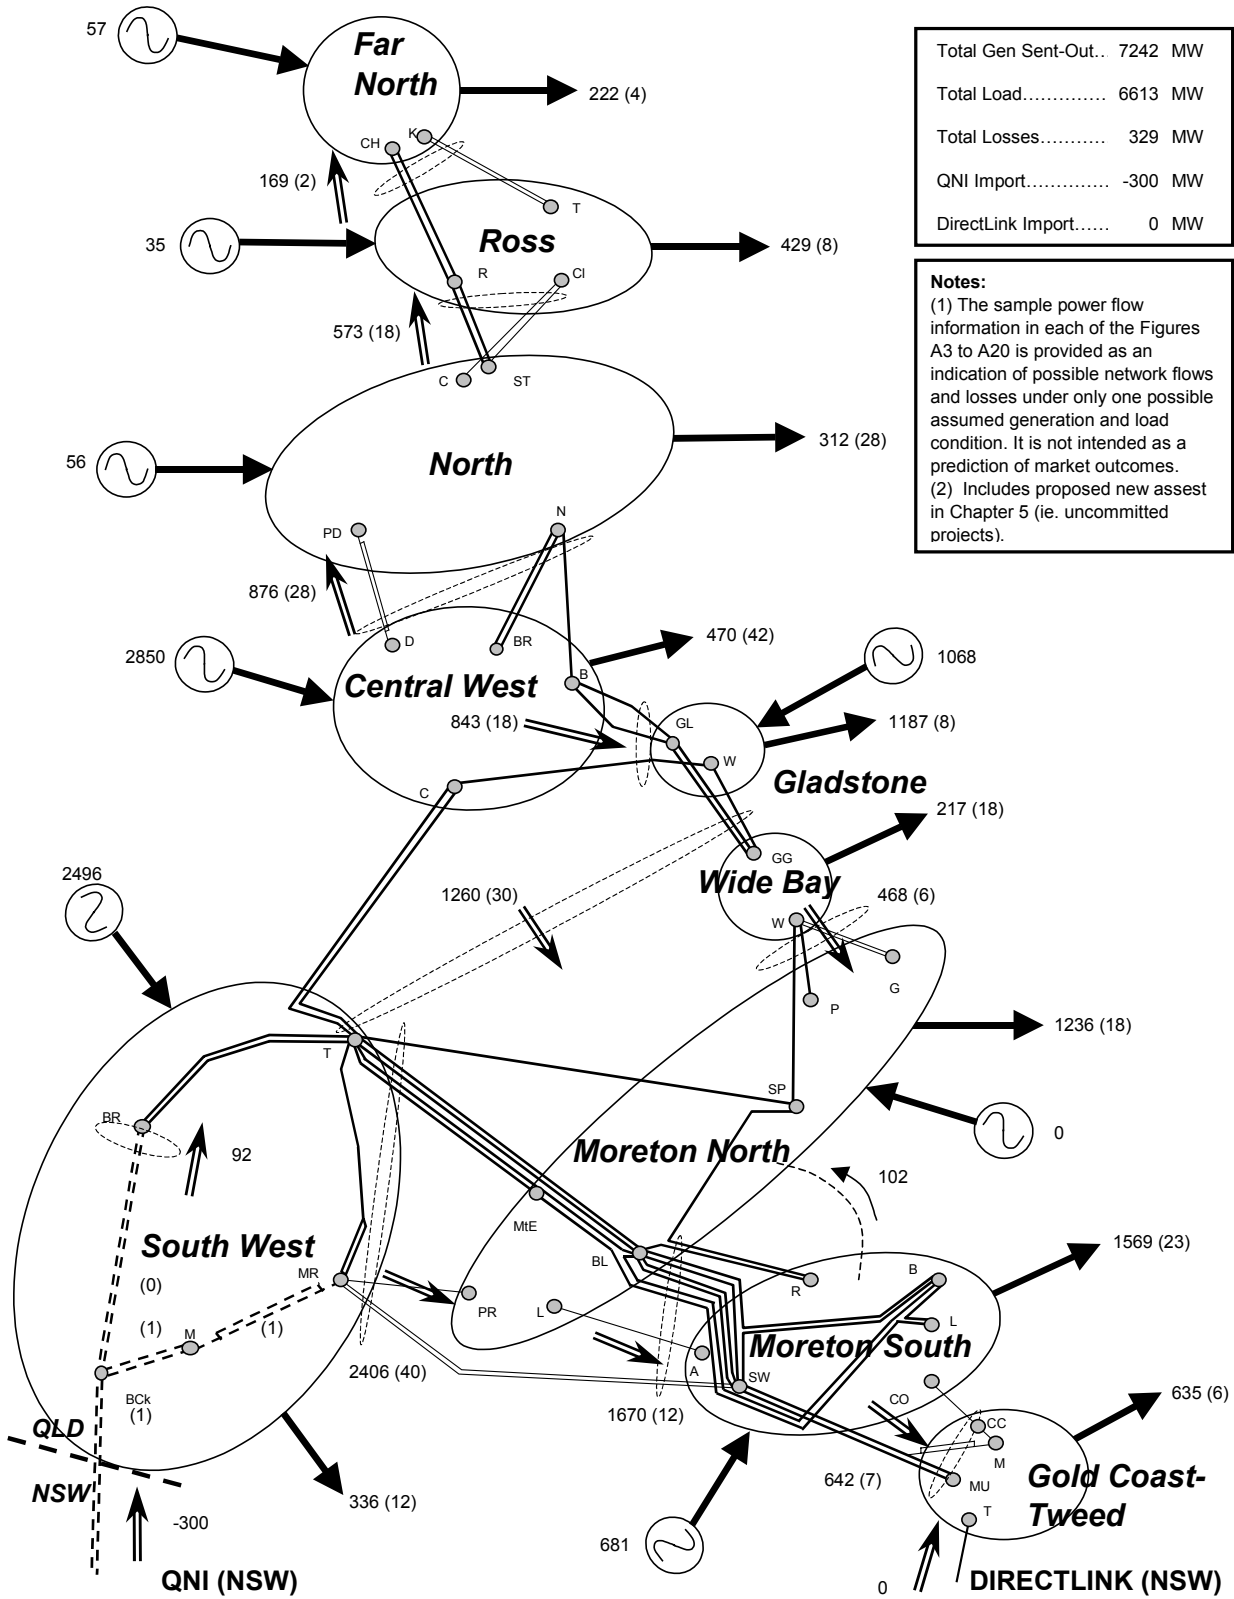 57
Far
North
222 (4)
K
CH
169 (2)
T
35
Ross
429 (8)
R
Cl
573 (18)
C
ST
56
North
312 (28)
PD
N
876 (28)
D
BR
2850
470 (42)
1068
Central West
B
843 (18)
GL
1187 (8)
W
Gladstone
C
217 (18)
GG
2496
Wide Bay
1260 (30)
468 (6)
W
G
P
1236 (18)
T
SP
BR
0
92
Moreton North
102
MtE
South West
1569 (23)
MR
BL
(0)
R
B
PR
L
(1)
M
(1)
L
Moreton South
2406 (40)
A
SW
BCk
(1)
1670 (12)
CO
635 (6)
QLD
CC
M
NSW
336 (12)
642 (7)
MU
Gold Coast-
Tweed
T
-300
681
QNI (NSW)
0
DIRECTLINK (NSW)
Total Gen Sent-Out.. 7242 MW
Total Load.............. 6613 MW
Total Losses........... 329 MW
QNI Import.............. -300 MW
DirectLink Import...... 0 MW
Notes:
(1) The sample power flow
information in each of the Figures
A3 to A20 is provided as an
indication of possible network flows
and losses under only one possible
assumed generation and load
condition. It is not intended as a
prediction of market outcomes.
(2) Includes proposed new assest
in Chapter 5 (ie. uncommitted
projects).